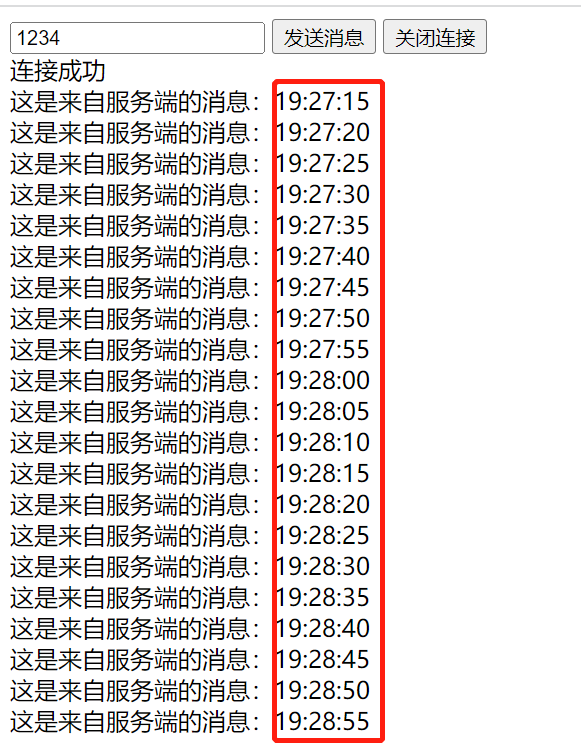 1234 发送消息 关闭连接
连接成功
这是来自服务端的消息：19:27:15
这是来自服务端的消息：19:27:20
这是来自服务端的消息：19:27:25
这是来自服务端的消息：19:27:30
这是来自服务端的消息：19:27:35
这是来自服务端的消息：19:27:40
这是来自服务端的消息：19:27:45
这是来自服务端的消息：19:27:50
这是来自服务端的消息：19:27:55
这是来自服务端的消息：19:28:00
这是来自服务端的消息：19:28:05
这是来自服务端的消息：19:28:10
这是来自服务端的消息：19:28:15
这是来自服务端的消息：19:28:20
这是来自服务端的消息：19:28:25
这是来自服务端的消息：19:28:30
这是来自服务端的消息：19:28:35
这是来自服务端的消息：19:28:40
这是来自服务端的消息：19:28:45
这是来自服务端的消息：19:28:50
这是来自服务端的消息：19:28:55